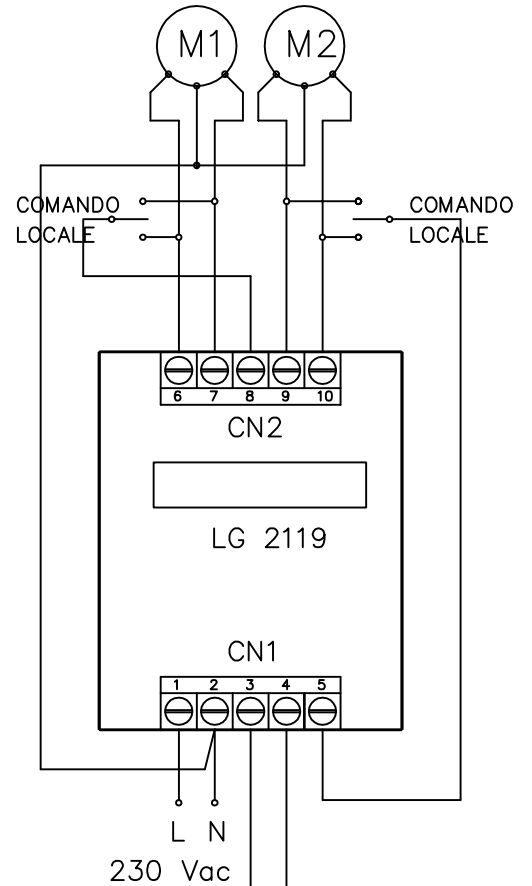 M1 M2
COMANDO COMANDO
LOCALE LOCALE
6 7 8 9 10
CN2
LG 2119
CN1
1 2 3 4 5
L N
230 Vac